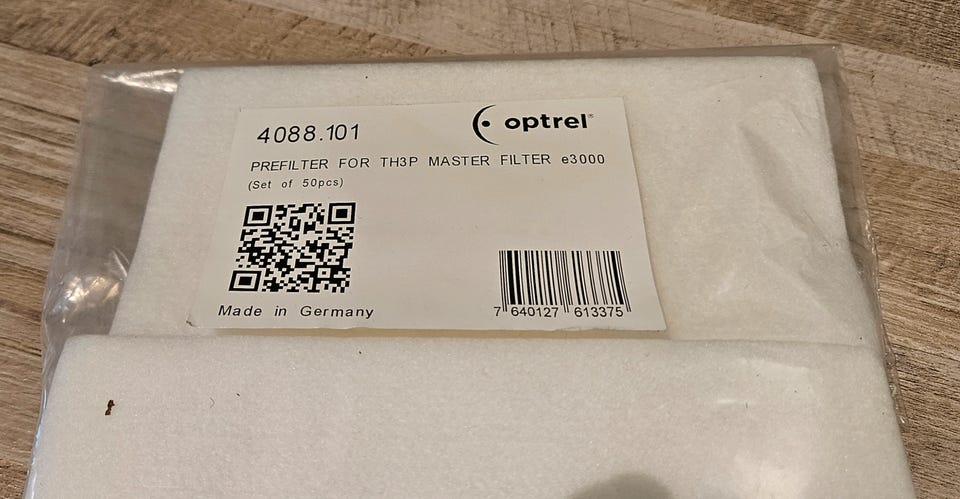 4088.101
optrel®
PREFILTER FOR TH3P MASTER FILTER e3000
(Set of 50pcs)
Made in Germany
7 640127 613375